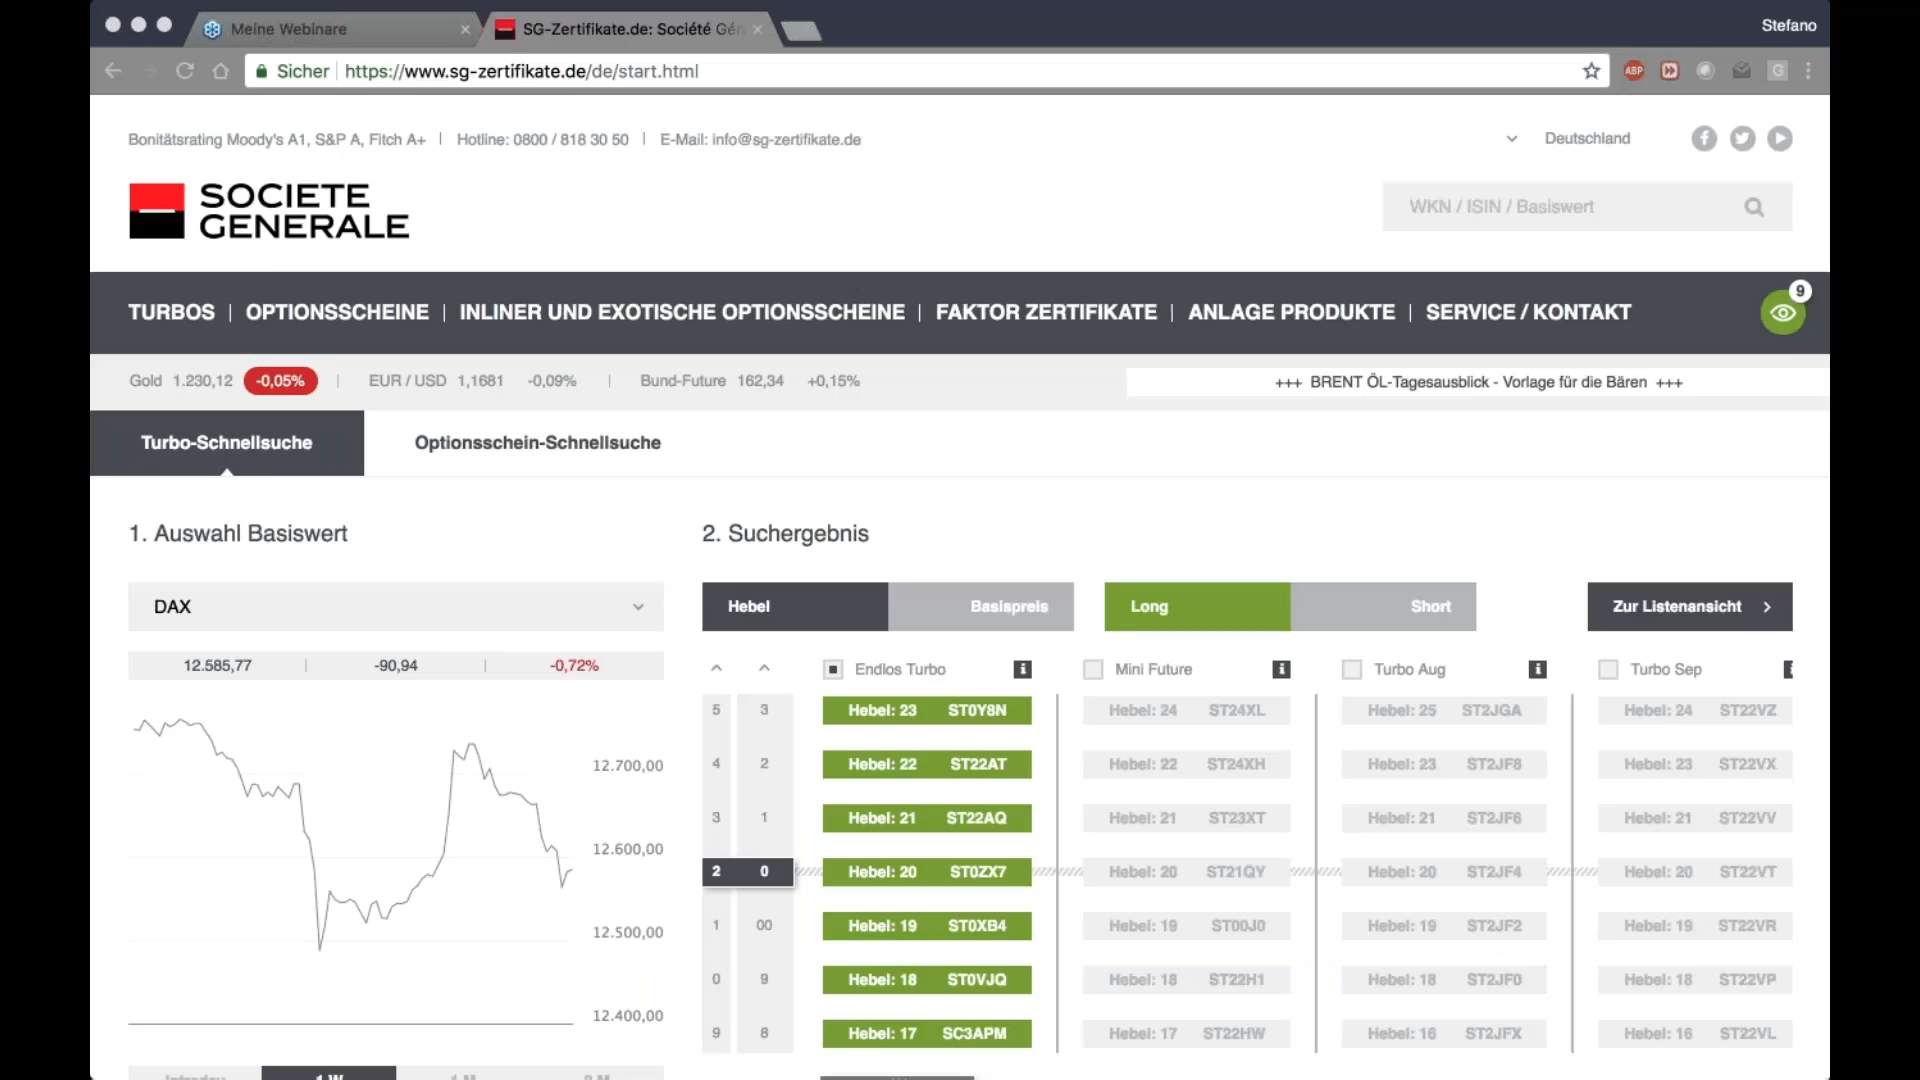 Meine Webinare
SG-Zertifikate.de: Société Gén
Stefano
Sicher
https://www.sg-zertifikate.de/de/start.html
ABP
G
Bonitätsrating Moody's A1, S&P A, Fitch A+ | Hotline: 0800 / 818 30 50 | E-Mail: info@sg-zertifikate.de
Deutschland
SOCIETE
GENERALE
WKN / ISIN / Basiswert
TURBOS | OPTIONSSCHEINE | INLINER UND EXOTISCHE OPTIONSSCHEINE | FAKTOR ZERTIFIKATE | ANLAGE PRODUKTE | SERVICE / KONTAKT
9
Gold 1.230,12 -0,05% | EUR / USD 1,1681 -0,09% | Bund-Future 162,34 +0,15%
+++ BRENT ÖL-Tagesausblick - Vorlage für die Bären +++
Turbo-Schnellsuche
Optionsschein-Schnellsuche
1. Auswahl Basiswert
DAX
12.585,77 | -90,94 | -0,72%
12.700,00
12.600,00
12.500,00
12.400,00
1 W
2. Suchergebnis
Hebel Basispreis
Long Short
Zur Listenansicht
Endlos Turbo i Mini Future i Turbo Aug i Turbo Sep
5 3 Hebel: 23 ST0Y8N Hebel: 24 ST24XL Hebel: 25 ST2JGA Hebel: 24 ST22VZ
4 2 Hebel: 22 ST22AT Hebel: 22 ST24XH Hebel: 23 ST2JF8 Hebel: 23 ST22VX
3 1 Hebel: 21 ST22AQ Hebel: 21 ST23XT Hebel: 21 ST2JF6 Hebel: 21 ST22VV
2 0 Hebel: 20 ST0ZX7 Hebel: 20 ST21QY Hebel: 20 ST2JF4 Hebel: 20 ST22VT
1 00 Hebel: 19 ST0XB4 Hebel: 19 ST00J0 Hebel: 19 ST2JF2 Hebel: 19 ST22VR
0 9 Hebel: 18 ST0VJQ Hebel: 18 ST22H1 Hebel: 18 ST2JF0 Hebel: 18 ST22VP
9 8 Hebel: 17 SC3APM Hebel: 17 ST22HW Hebel: 16 ST2JFX Hebel: 16 ST22VL